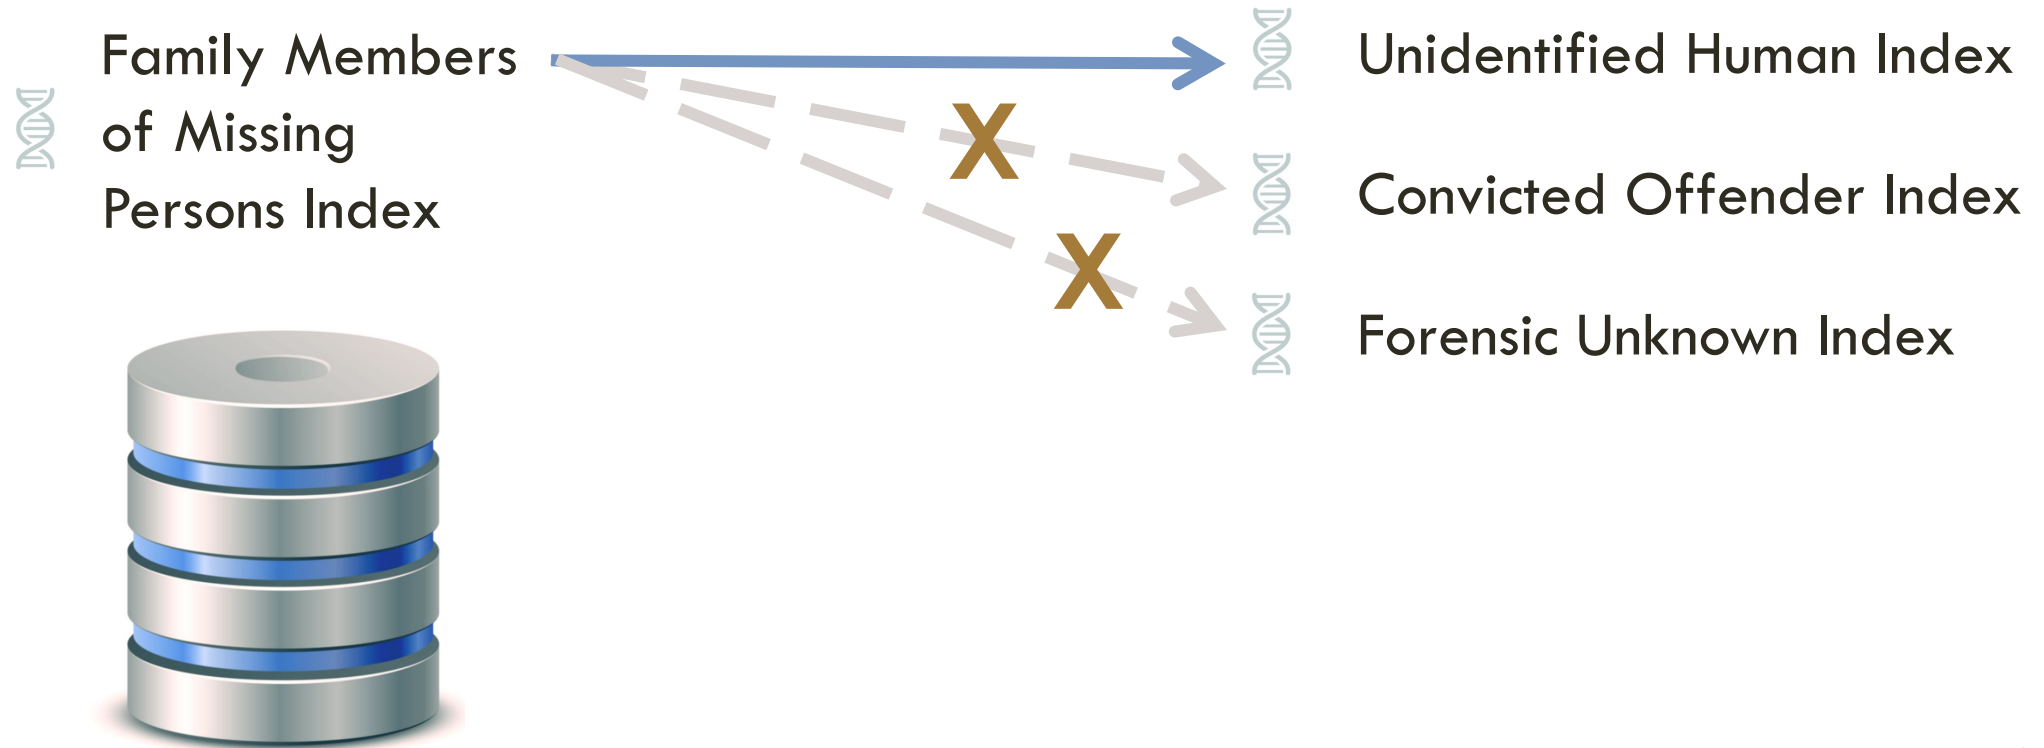 Family Members
of Missing
Persons Index
Unidentified Human Index
X
Convicted Offender Index
X
Forensic Unknown Index